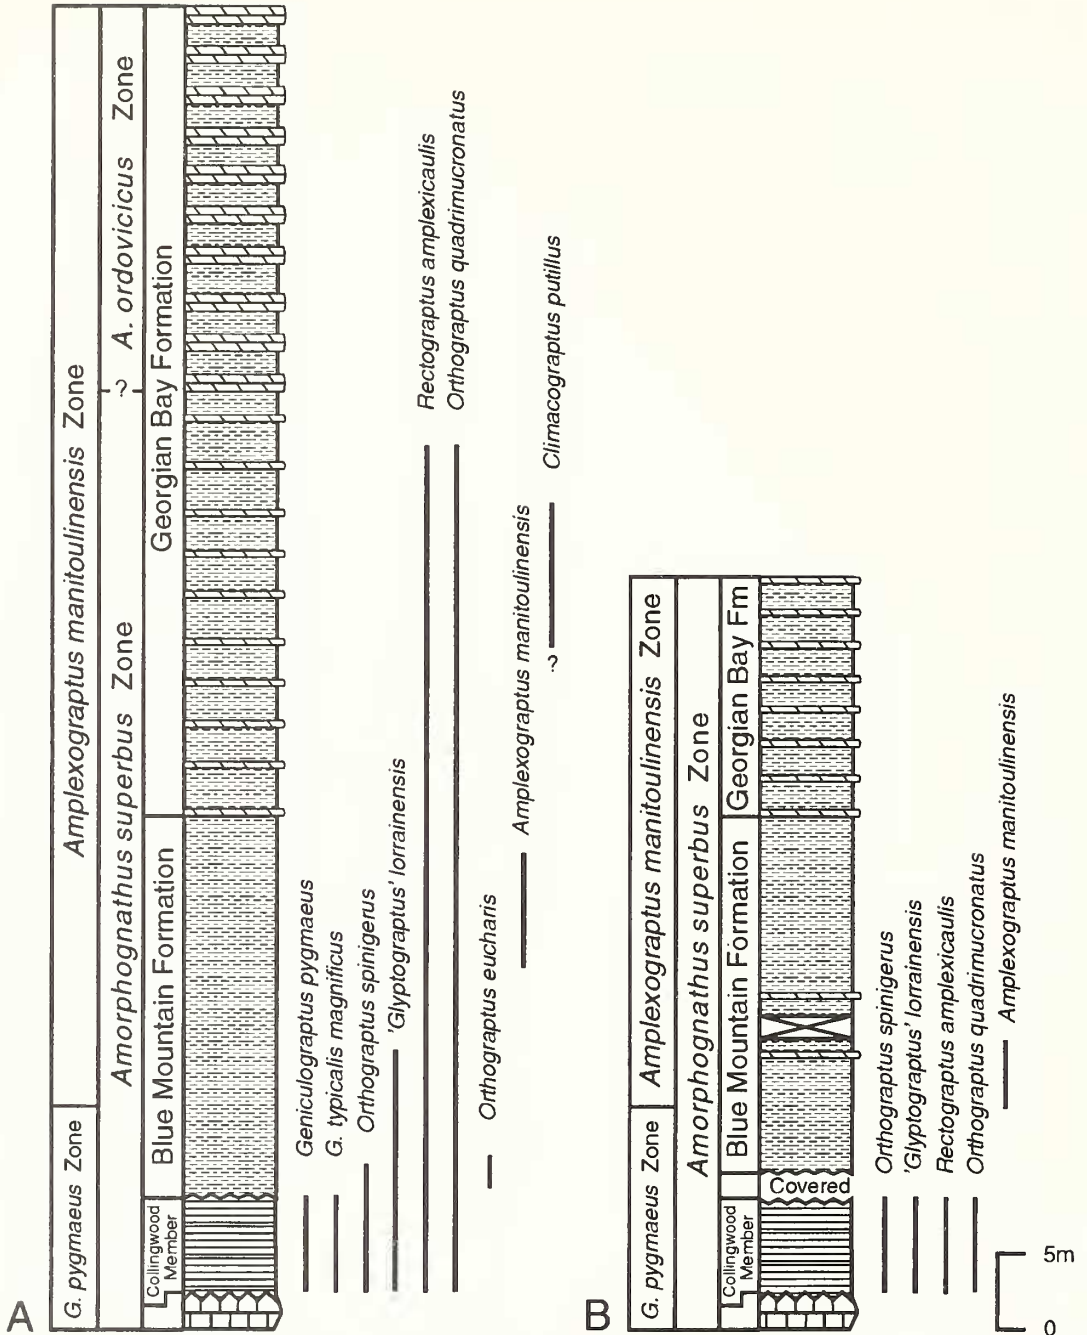 A
G. pygmaeus Zone
Amplexograptus manitoulinensis Zone
Amorphognathus superbus Zone
-?-
A. ordovicicus Zone
Collingwood
Member
Blue Mountain Formation
Georgian Bay Formation
Geniculograptus pygmaeus
G. typicalis magnificus
Orthograptus spinigerus
'Glyptograptus' lorrainensis
Rectograptus amplexicaulis
Orthograptus quadrimucronatus
Orthograptus eucharis
Amplexograptus manitoulinensis
?
Climacograptus putillus
B
G. pygmaeus Zone
Amplexograptus manitoulinensis Zone
Amorphognathus superbus Zone
Collingwood
Member
Blue Mountain Formation
Georgian Bay Fm
Covered
Orthograptus spinigerus
'Glyptograptus' lorrainensis
Rectograptus amplexicaulis
Orthograptus quadrimucronatus
Amplexograptus manitoulinensis
5m
0